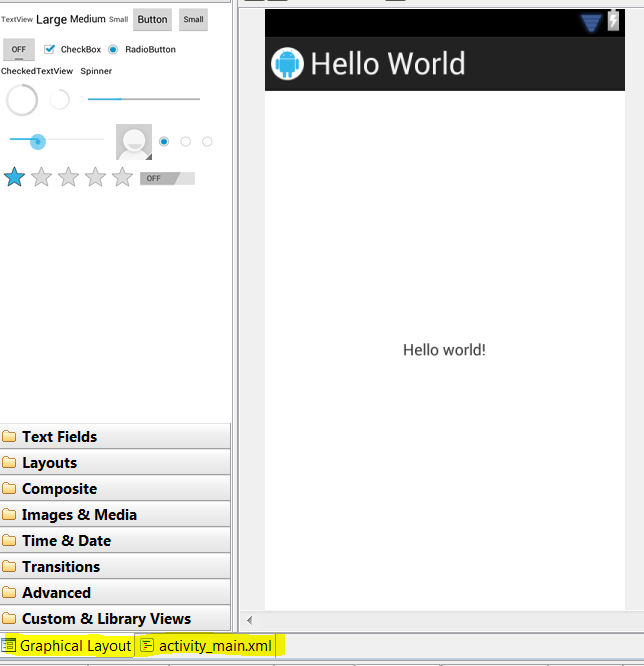 TextView Large Medium Small Button Small
OFF CheckBox RadioButton
CheckedTextView Spinner
OFF
Text Fields
Layouts
Composite
Images & Media
Time & Date
Transitions
Advanced
Custom & Library Views
Graphical Layout activity_main.xml
Hello World
Hello world!